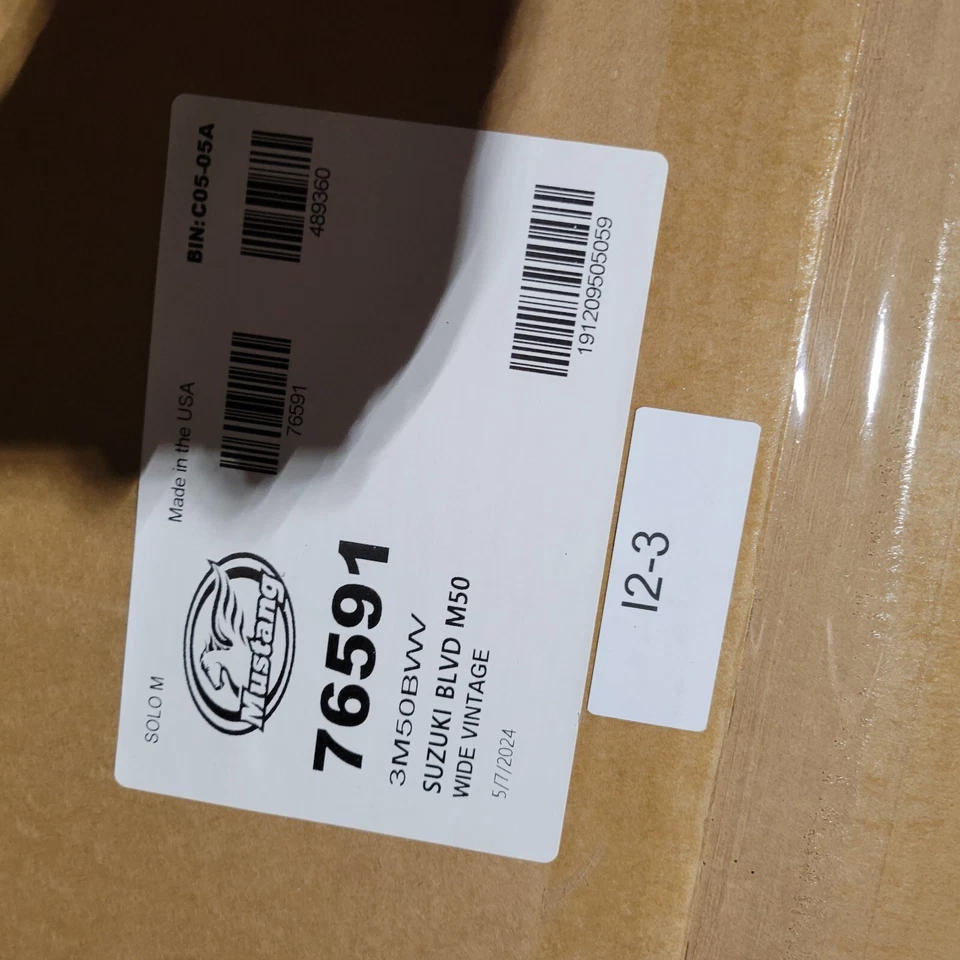 SOLO M
Made in the USA
BIN:C05-05A
Mustang
76591
489360
76591
3M50BWV
SUZUKI BLVD M50
WIDE VINTAGE
5/7/2024
191209505059
I2-3